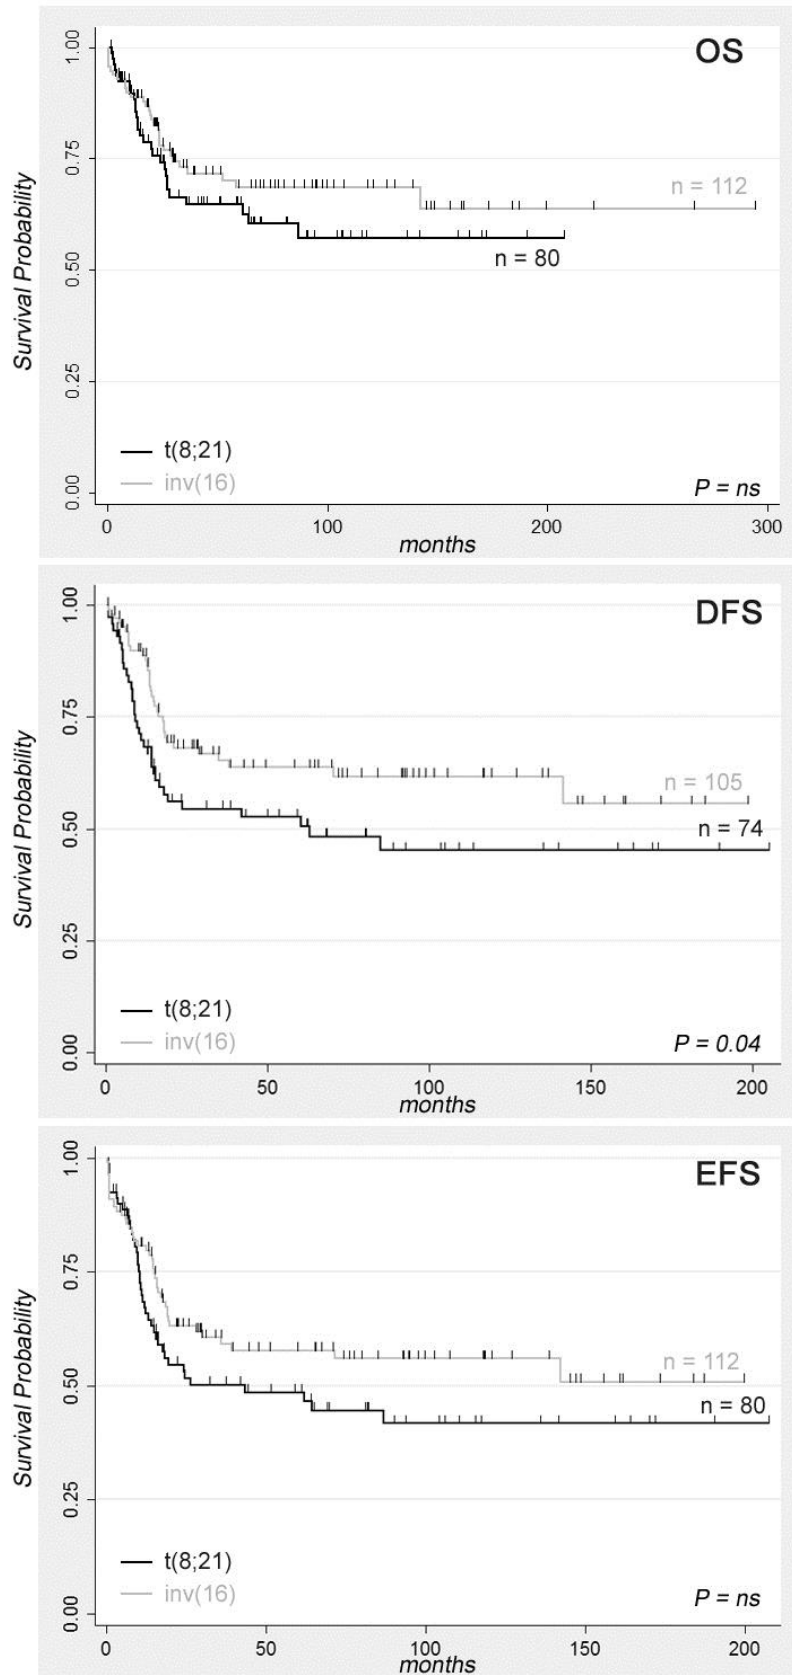 OS
1.00
0.75
0.50
0.25
0.00
Survival Probability
n = 112
n = 80
t(8;21)
inv(16)
P = ns
0 100 200 300
months
DFS
1.00
0.75
0.50
0.25
0.00
Survival Probability
n = 105
n = 74
t(8;21)
inv(16)
P = 0.04
0 50 100 150 200
months
EFS
1.00
0.75
0.50
0.25
0.00
Survival Probability
n = 112
n = 80
t(8;21)
inv(16)
P = ns
0 50 100 150 200
months